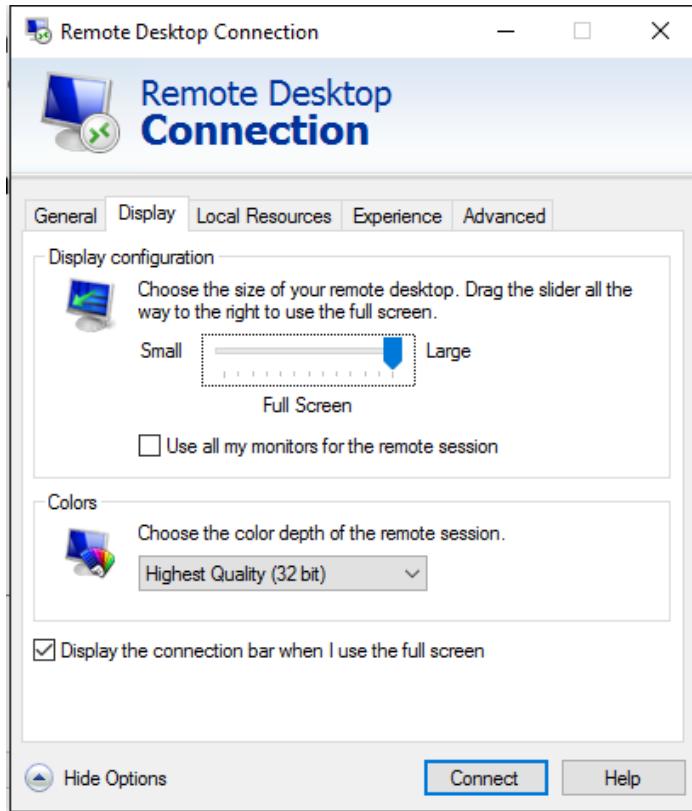 Remote Desktop Connection
Remote Desktop
Connection
General Display Local Resources Experience Advanced
Display configuration
Choose the size of your remote desktop. Drag the slider all the
way to the right to use the full screen.
Small Large
Full Screen
Use all my monitors for the remote session
Colors
Choose the color depth of the remote session.
Highest Quality (32 bit)
Display the connection bar when I use the full screen
Hide Options Connect Help